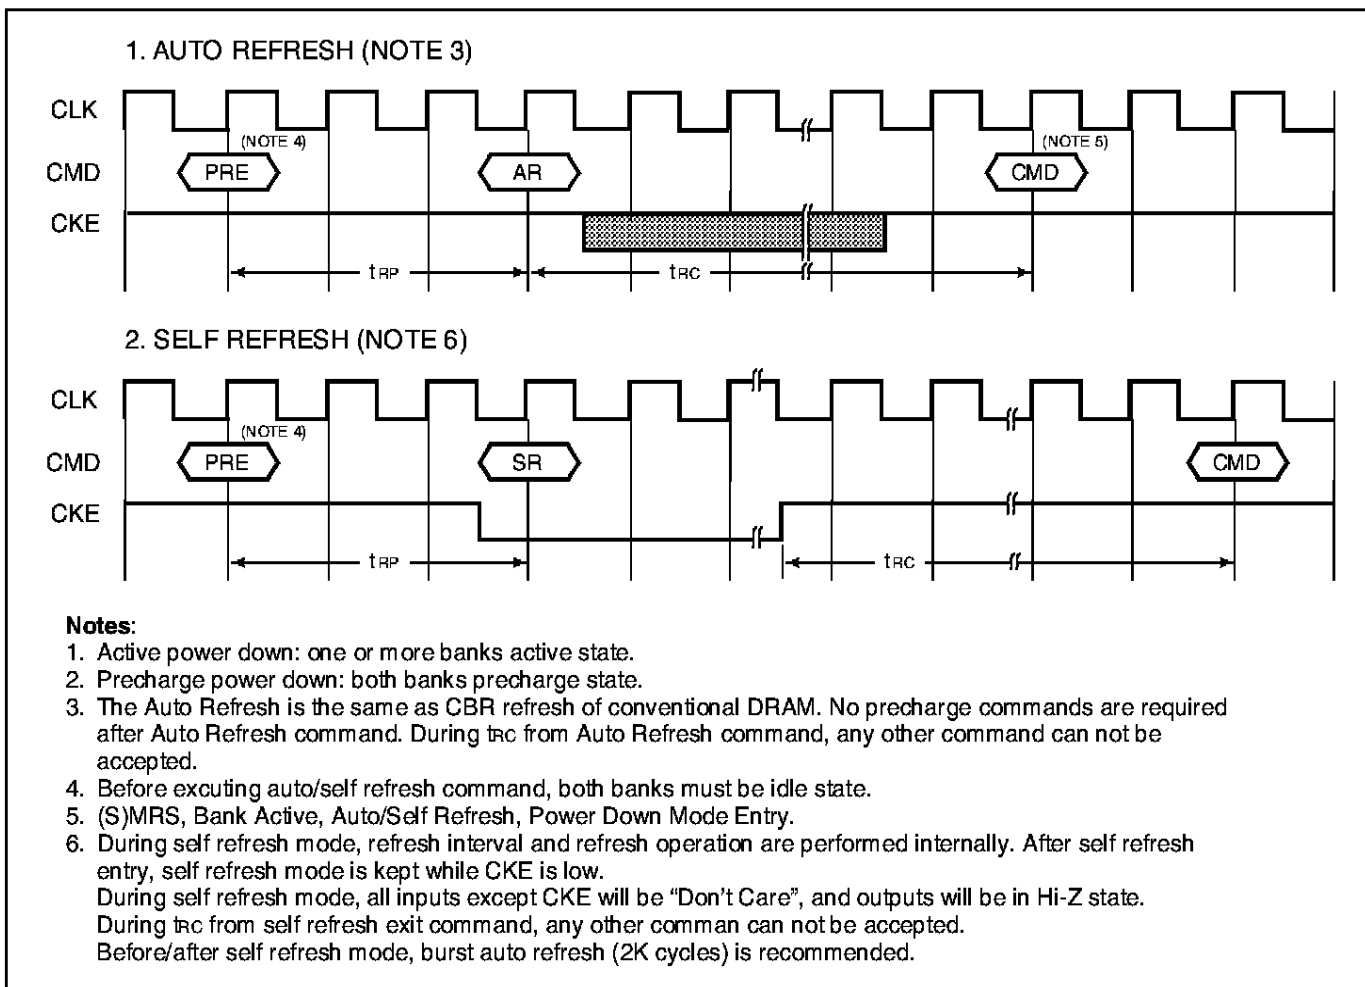 1. AUTO REFRESH (NOTE 3)
CLK
(NOTE 4)
(NOTE 5)
CMD
PRE
AR
CMD
CKE
tRP
tRC
2. SELF REFRESH (NOTE 6)
CLK
(NOTE 4)
CMD
PRE
SR
CMD
CKE
tRP
tRC
Notes:
1. Active power down: one or more banks active state.
2. Precharge power down: both banks precharge state.
3. The Auto Refresh is the same as CBR refresh of conventional DRAM. No precharge commands are required
after Auto Refresh command. During tRC from Auto Refresh command, any other command can not be
accepted.
4. Before excuting auto/self refresh command, both banks must be idle state.
5. (S)MRS, Bank Active, Auto/Self Refresh, Power Down Mode Entry.
6. During self refresh mode, refresh interval and refresh operation are performed internally. After self refresh
entry, self refresh mode is kept while CKE is low.
During self refresh mode, all inputs except CKE will be “Don’t Care”, and outputs will be in Hi-Z state.
During tRC from self refresh exit command, any other comman can not be accepted.
Before/after self refresh mode, burst auto refresh (2K cycles) is recommended.